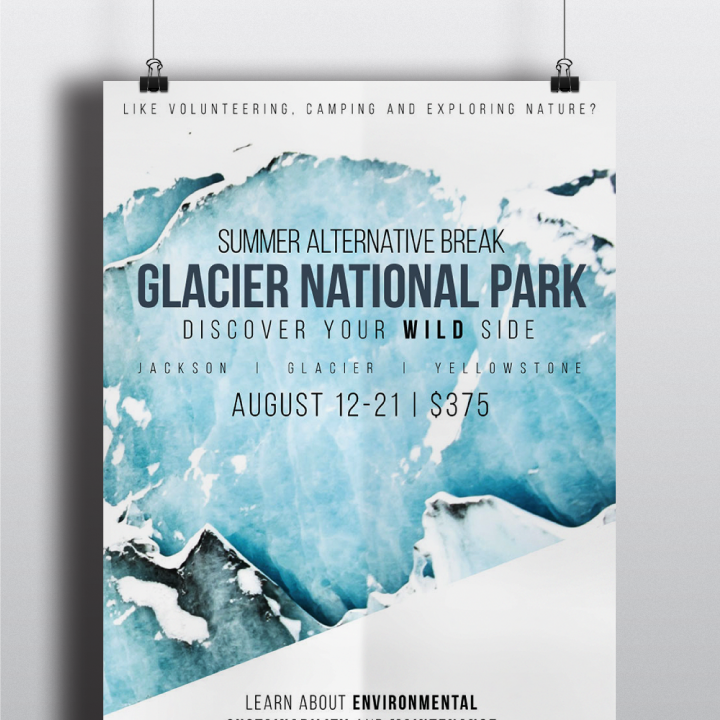 LIKE VOLUNTEERING, CAMPING AND EXPLORING NATURE?
SUMMER ALTERNATIVE BREAK
GLACIER NATIONAL PARK
DISCOVER YOUR WILD SIDE
JACKSON | GLACIER | YELLOWSTONE
AUGUST 12-21 | $375
LEARN ABOUT ENVIRONMENTAL